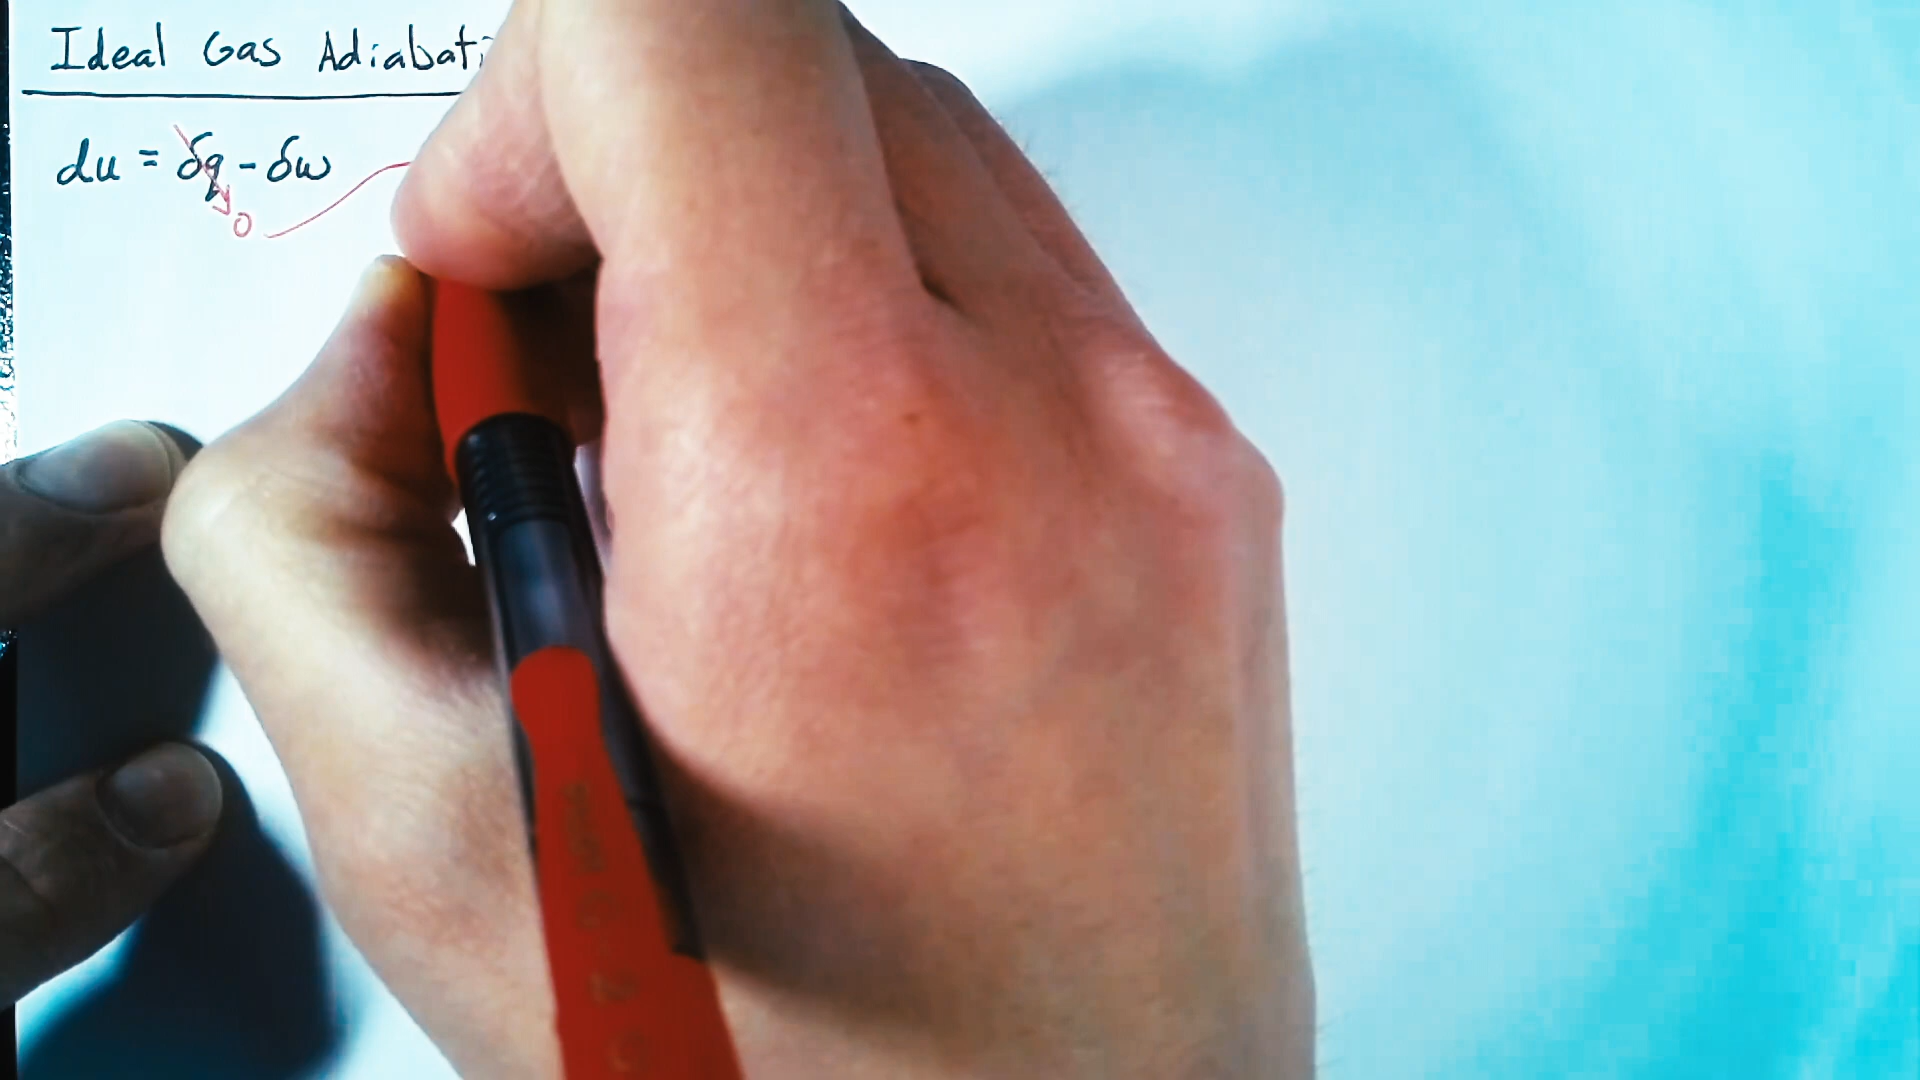 Ideal Gas Adiabati
du = δq - δw
0